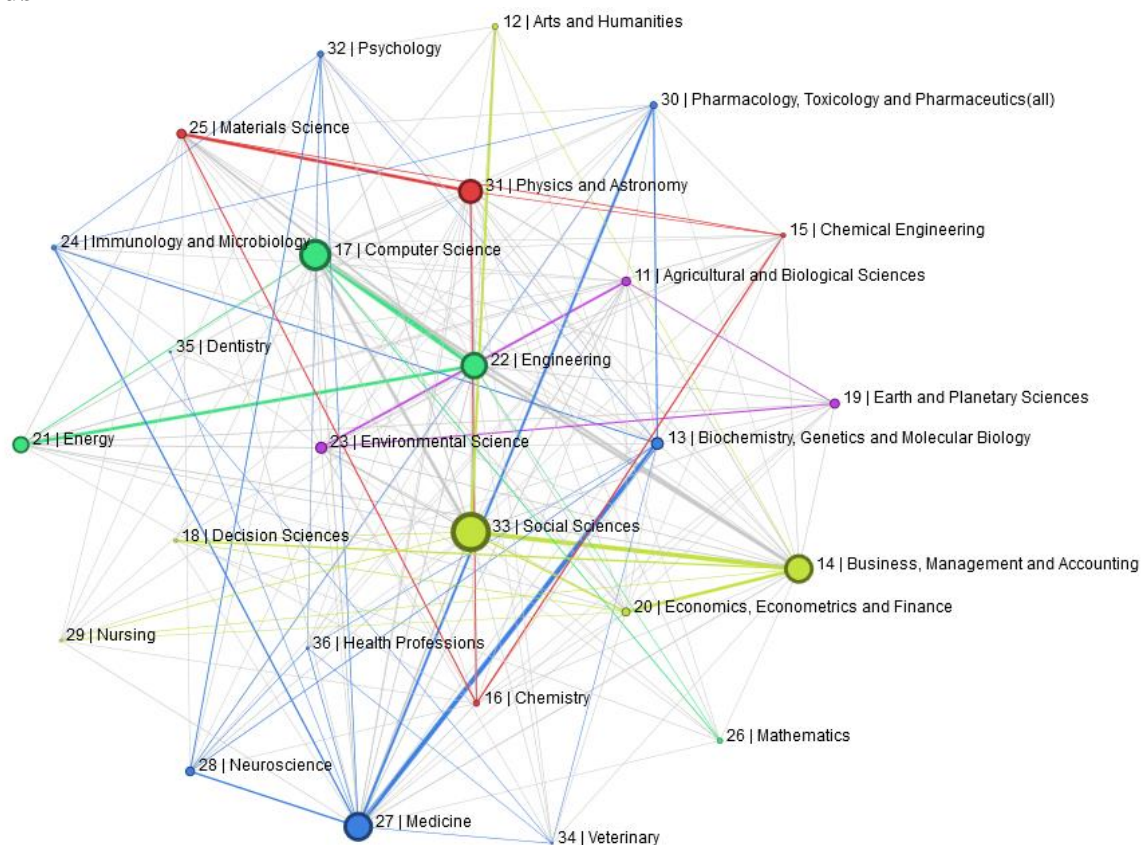 12 | Arts and Humanities
32 | Psychology
30 | Pharmacology, Toxicology and Pharmaceutics(all)
25 | Materials Science
31 | Physics and Astronomy
15 | Chemical Engineering
24 | Immunology and Microbiology
17 | Computer Science
11 | Agricultural and Biological Sciences
35 | Dentistry
22 | Engineering
19 | Earth and Planetary Sciences
21 | Energy
23 | Environmental Science
13 | Biochemistry, Genetics and Molecular Biology
33 | Social Sciences
18 | Decision Sciences
14 | Business, Management and Accounting
20 | Economics, Econometrics and Finance
29 | Nursing
36 | Health Professions
16 | Chemistry
26 | Mathematics
28 | Neuroscience
27 | Medicine
34 | Veterinary